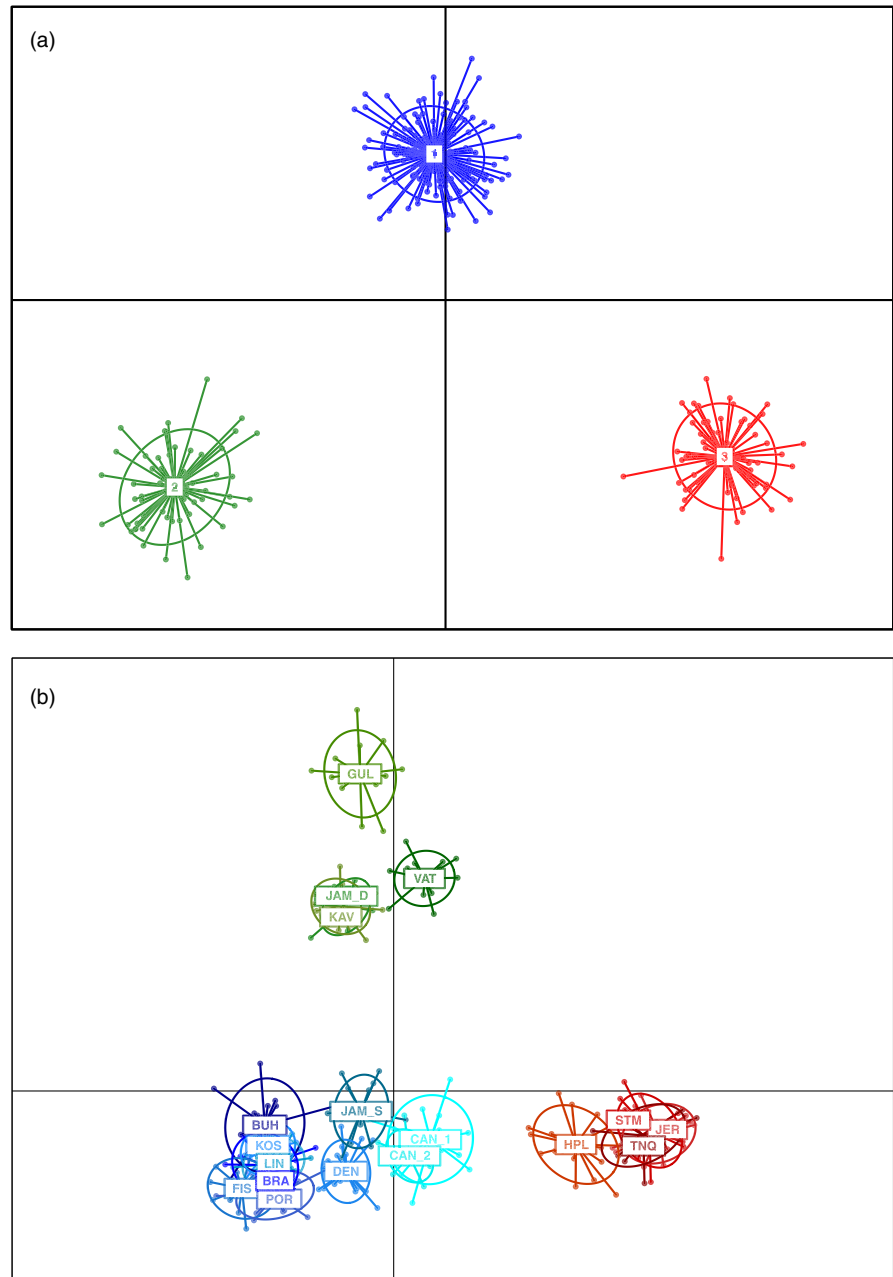 (a)
1
2
3
(b)
GUL
VAT
JAM_D
KAV
BUH
JAM_S
KOS
LIN
BRA
FIS
POR
DEN
CAN_1
CAN_2
HPL
STM
JER
TNQ